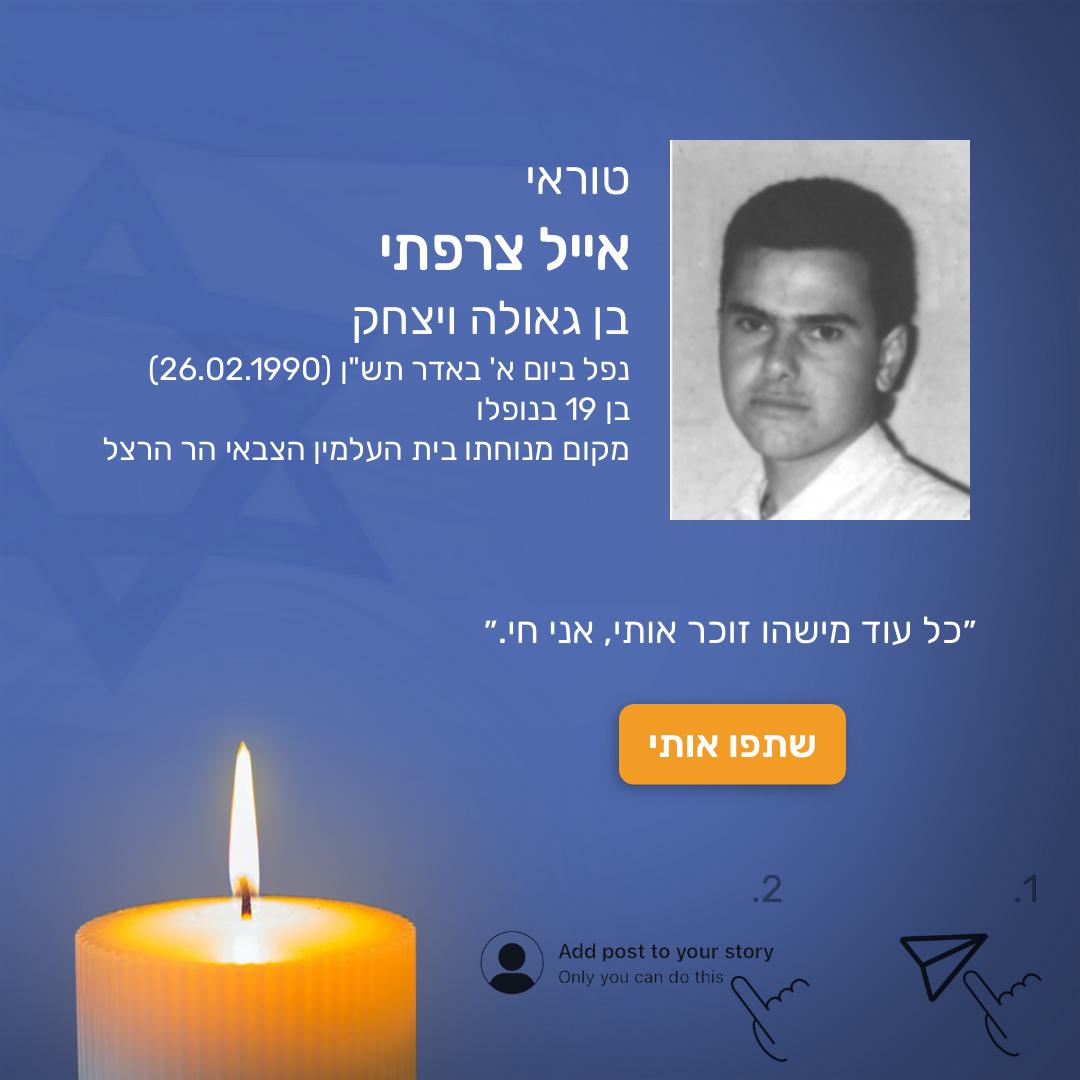 טוראי
אייל צרפתי
בן גאולה ויצחק
נפל ביום א' באדר תש"ן (26.02.1990)
בן 19 בנופלו
מקום מנוחתו בית העלמין הצבאי הר הרצל
״כל עוד מישהו זוכר אותי, אני חי.״
שתפו אותי
.1
.2
Add post to your story
Only you can do this